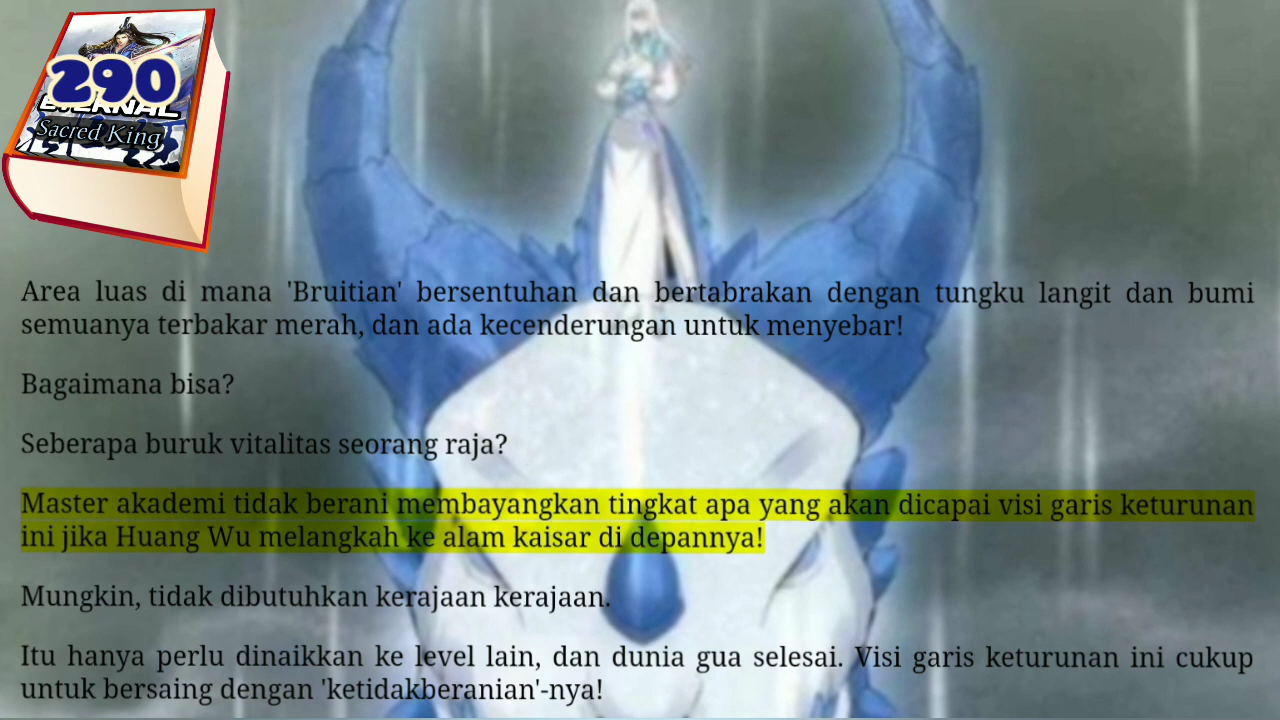 290
ETERNAL
Sacred King
Area luas di mana 'Bruitian' bersentuhan dan bertabrakan dengan tungku langit dan bumi
semuanya terbakar merah, dan ada kecenderungan untuk menyebar!
Bagaimana bisa?
Seberapa buruk vitalitas seorang raja?
Master akademi tidak berani membayangkan tingkat apa yang akan dicapai visi garis keturunan
ini jika Huang Wu melangkah ke alam kaisar di depannya!
Mungkin, tidak dibutuhkan kerajaan kerajaan.
Itu hanya perlu dinaikkan ke level lain, dan dunia gua selesai. Visi garis keturunan ini cukup
untuk bersaing dengan 'ketidakberanian'-nya!